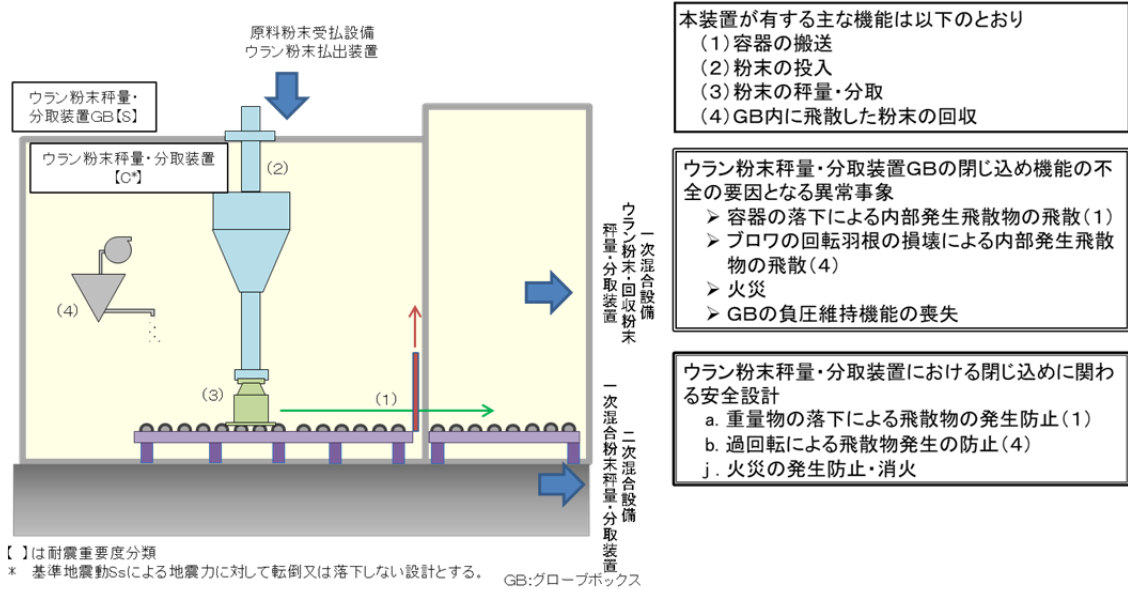 原料粉末受払設備
ウラン粉末払出装置
ウラン粉末秤量・
分取装置GB【S】
ウラン粉末秤量・分取装置
【C*】
(2)
(4)
(3)
(1)
一次混合設備
ウラン粉末・回収粉末
秤量・分取装置
二次混合設備
一次混合粉末秤量・分取装置
【 】は耐震重要度分類
* 基準地震動Ssによる地震力に対して転倒又は落下しない設計とする。
GB:グローブボックス
本装置が有する主な機能は以下のとおり
(1)容器の搬送
(2)粉末の投入
(3)粉末の秤量・分取
(4)GB内に飛散した粉末の回収
ウラン粉末秤量・分取装置GBの閉じ込め機能の不
全の要因となる異常事象
➢ 容器の落下による内部発生飛散物の飛散(1)
➢ ブロワの回転羽根の損壊による内部発生飛散
物の飛散(4)
➢ 火災
➢ GBの負圧維持機能の喪失
ウラン粉末秤量・分取装置における閉じ込めに関わ
る安全設計
a. 重量物の落下による飛散物の発生防止(1)
b. 過回転による飛散物発生の防止(4)
j. 火災の発生防止・消火